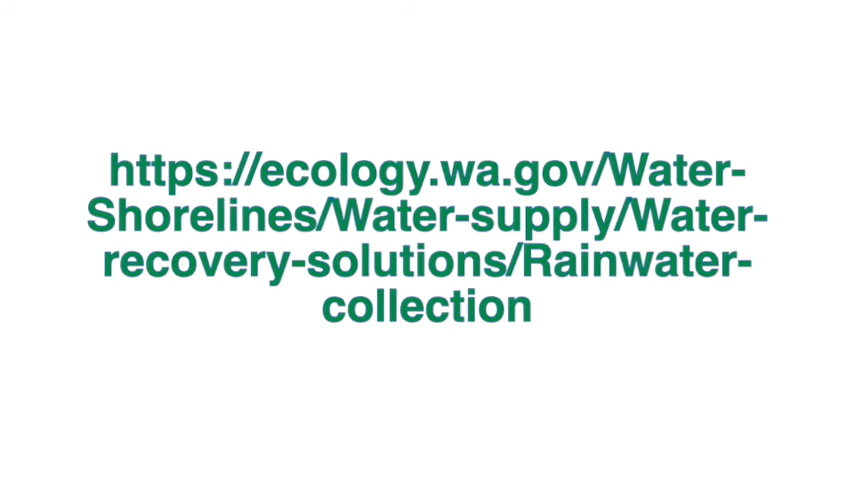 https://ecology.wa.gov/Water-
Shorelines/Water-supply/Water-
recovery-solutions/Rainwater-
collection